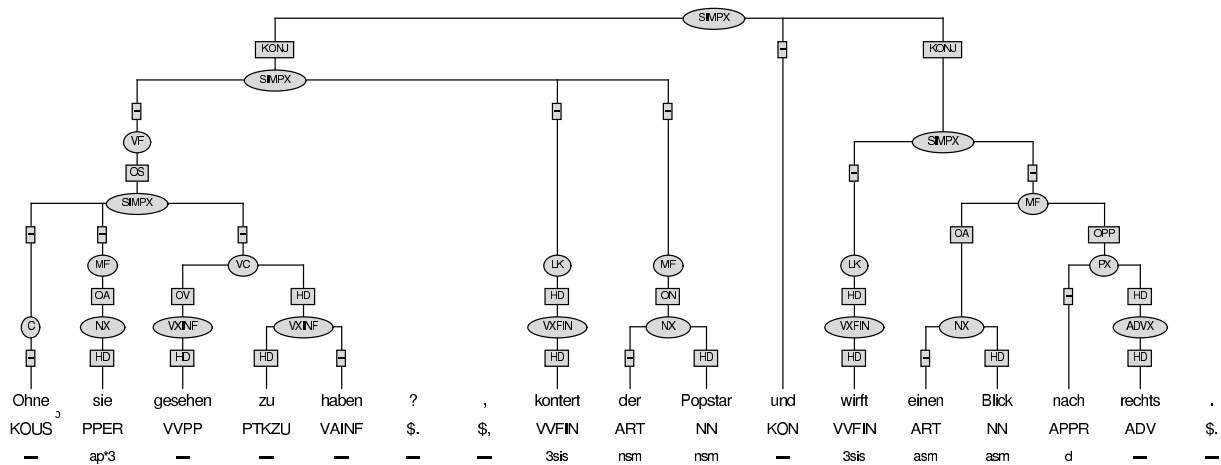 SIMPX
KONJ - KONJ
SIMPX
- - -
VF SIMPX
OS - -
SIMPX MF
- - - OA OPP
MF VC LK MF LK PX
OA OV HD HD ON HD - HD
C NX VXINF VXINF VXFIN NX VXFIN NX ADVX
- HD HD HD - HD - HD HD - HD HD
Ohne sie gesehen zu haben ? , kontert der Popstar und wirft einen Blick nach rechts .
KOUS PPER VVPP PTKZU VAINF $. $, VVFIN ART NN KON VVFIN ART NN APPR ADV $.
— ap*3 — — — — — 3sis nsm nsm — 3sis asm asm d — —